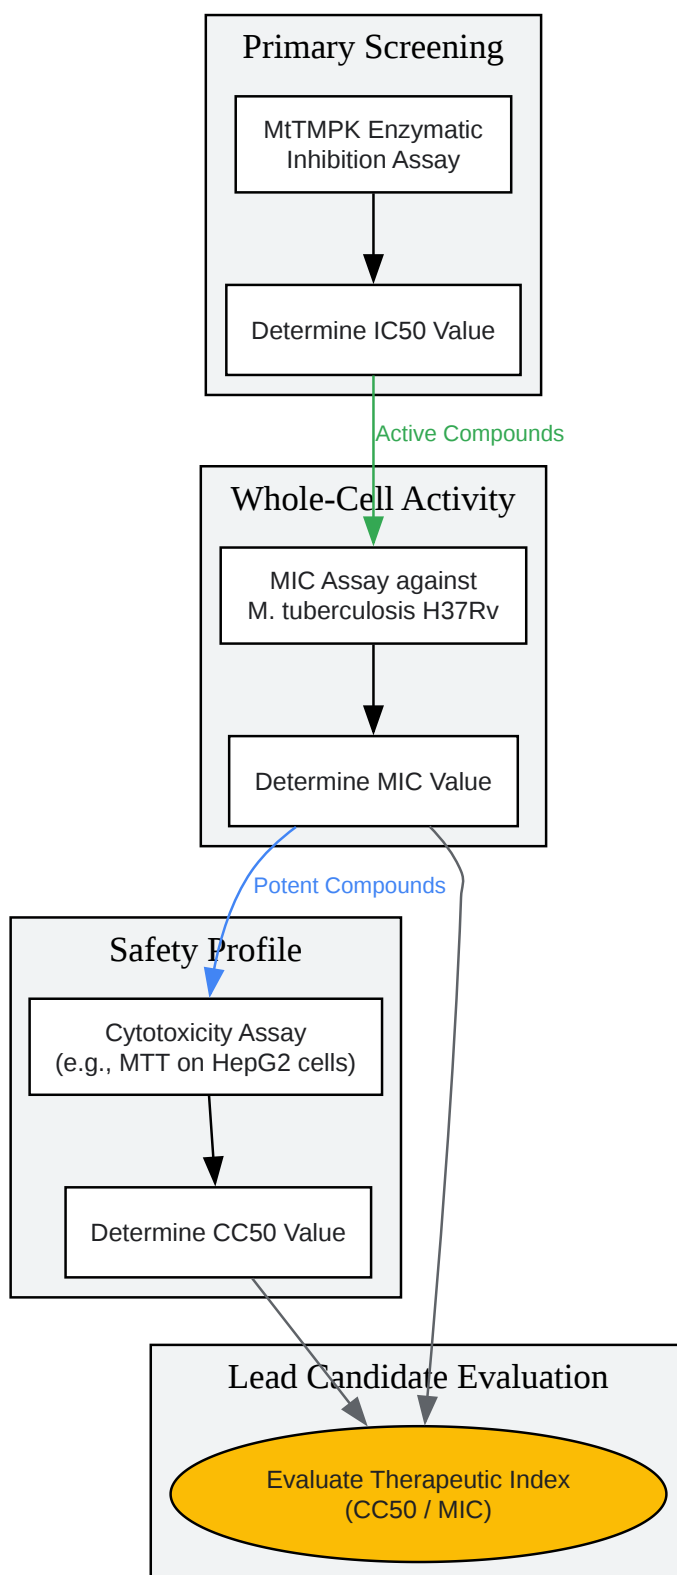 Primary Screening
MtTMPK Enzymatic
Inhibition Assay
Determine IC50 Value
Active Compounds
Whole-Cell Activity
MIC Assay against
M. tuberculosis H37Rv
Determine MIC Value
Potent Compounds
Safety Profile
Cytotoxicity Assay
(e.g., MTT on HepG2 cells)
Determine CC50 Value
Lead Candidate Evaluation
Evaluate Therapeutic Index
(CC50 / MIC)